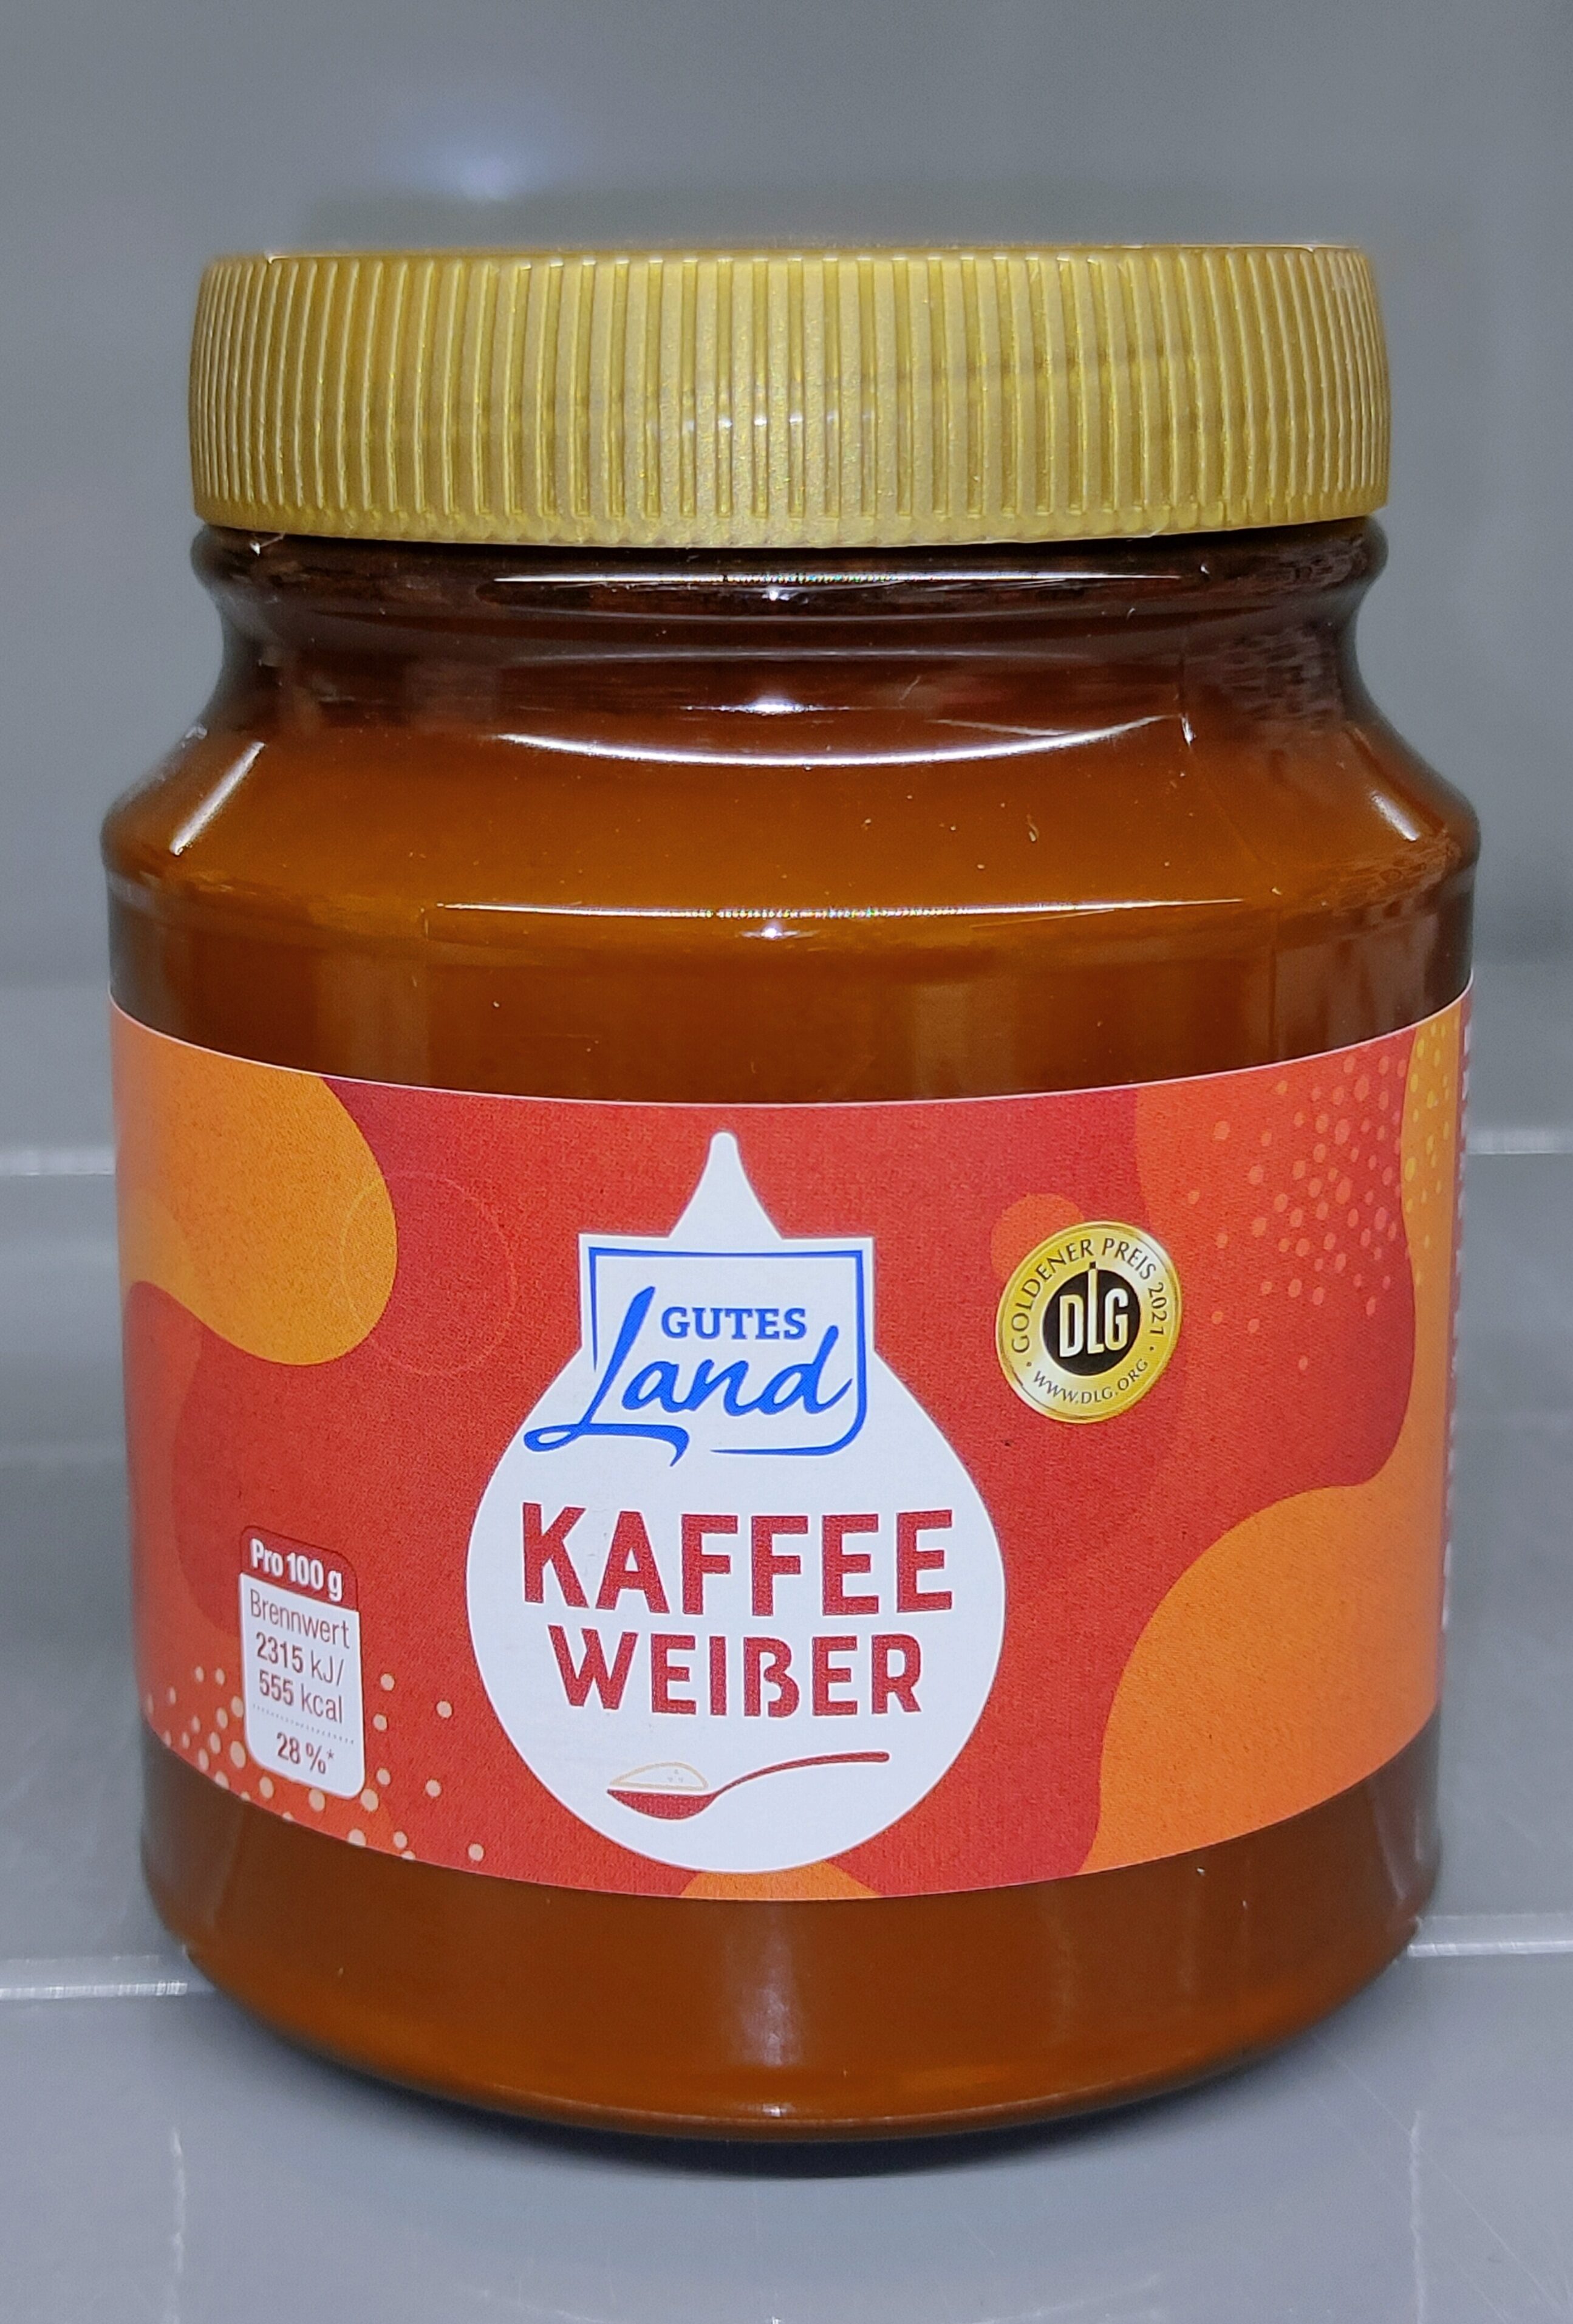 GUTES
Land
KAFFEE
WEIßER
GOLDENER PREIS 2021
DLG
WWW.DLG.ORG
Pro 100 g
Brennwert
2315 kJ/
555 kcal
28 %*